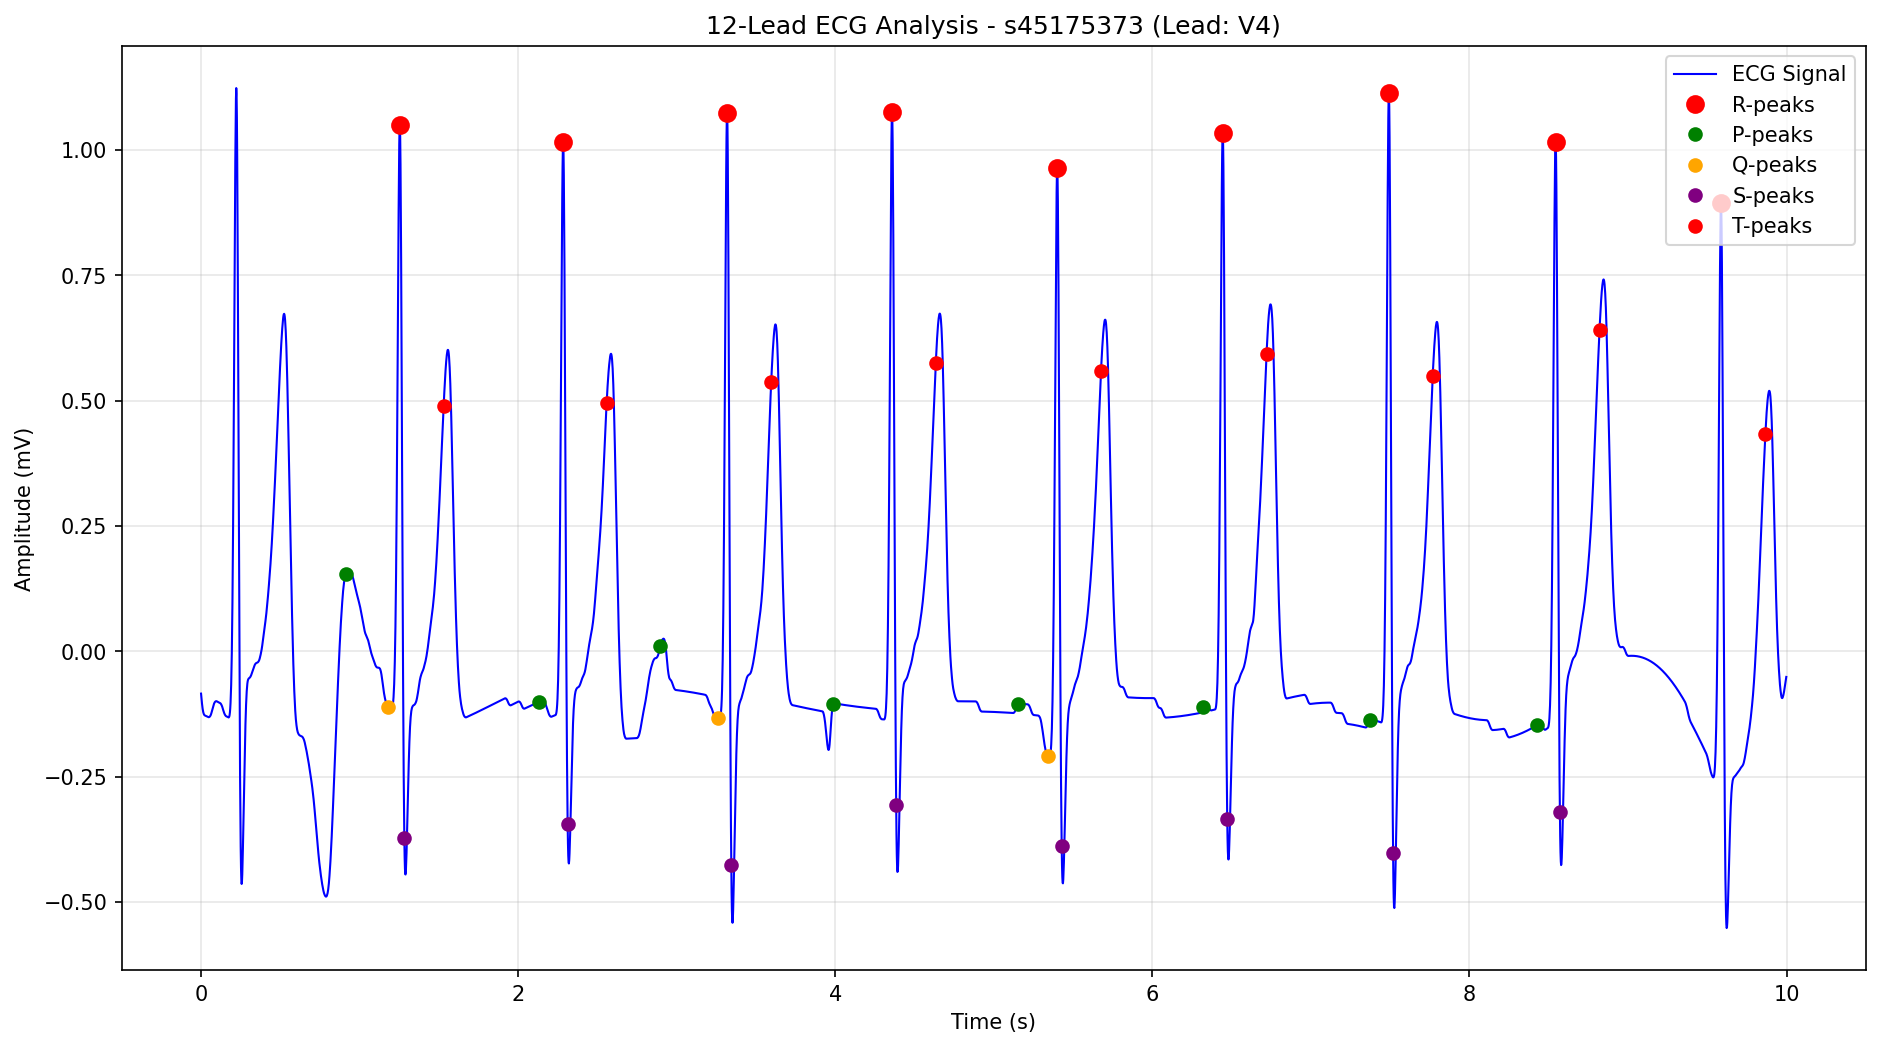 12-Lead ECG Analysis - s45175373 (Lead: V4)
ECG Signal
R-peaks
P-peaks
Q-peaks
S-peaks
T-peaks
Amplitude (mV)
1.00
0.75
0.50
0.25
0.00
−0.25
−0.50
0 2 4 6 8 10
Time (s)